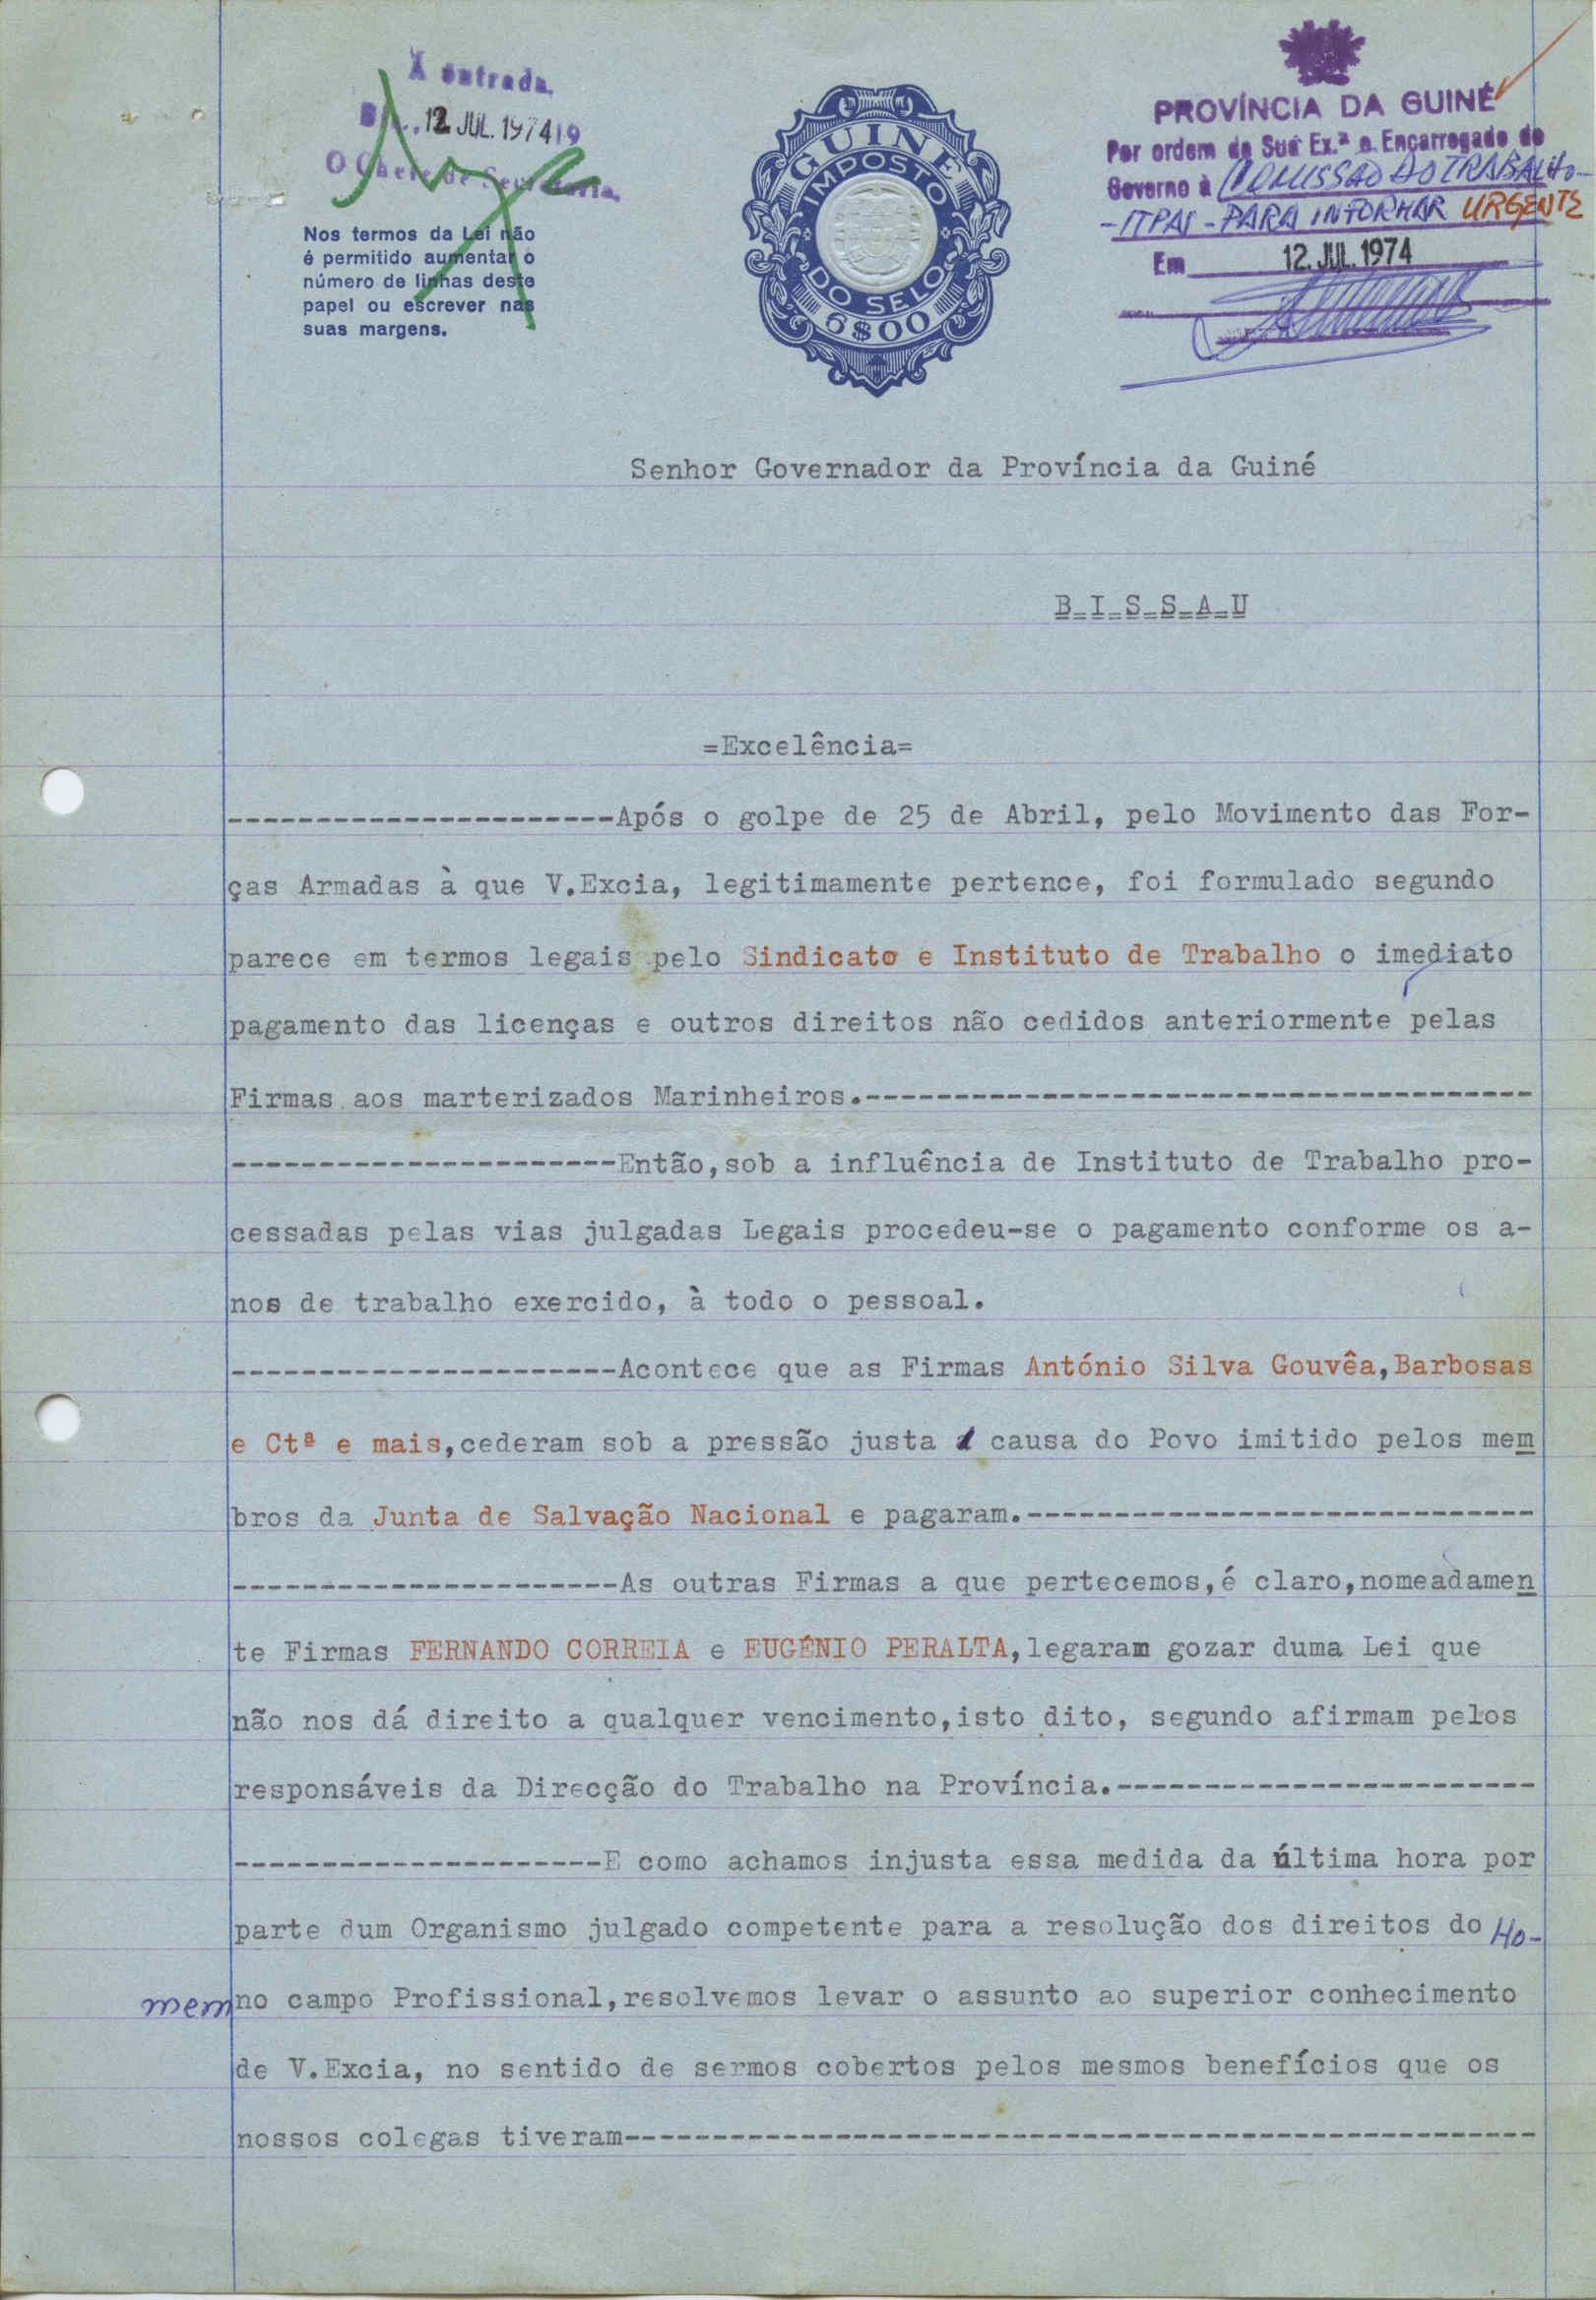 À entrada.
12 JUL. 1974 19
O Chefe de Secretaria,
Nos termos da Lei não
é permitido aumentar o
número de linhas deste
papel ou escrever nas
suas margens.
GUINÉ
IMPOSTO
DO SELO
6$00
PROVÍNCIA DA GUINÉ
Por ordem de Sua Ex.ª o Encarregado do
Governo à COMISSÃO DO TRABALHO-
-ITPAS-PARA INFORMAR URGENTE
Em 12. JUL. 1974
Senhor Governador da Província da Guiné
B_I_S_S_A_U
=Excelência=
----------------------Após o golpe de 25 de Abril, pelo Movimento das For-
ças Armadas à que V.Excia, legitimamente pertence, foi formulado segundo
parece em termos legais pelo Sindicato e Instituto de Trabalho o imediato
pagamento das licenças e outros direitos não cedidos anteriormente pelas
Firmas aos marterizados Marinheiros.--------------------------------------
----------------------Então,sob a influência de Instituto de Trabalho pro-
cessadas pelas vias julgadas Legais procedeu-se o pagamento conforme os a-
nos de trabalho exercido, à todo o pessoal.
----------------------Acontece que as Firmas António Silva Gouvêa,Barbosas
e Ctª e mais,cederam sob a pressão justa causa do Povo imitido pelos mem
bros da Junta de Salvação Nacional e pagaram.-----------------------------
----------------------As outras Firmas a que pertecemos,é claro,nomeadamen
te Firmas FERNANDO CORREIA e EUGÉNIO PERALTA,legaram gozar duma Lei que
não nos dá direito a qualquer vencimento,isto dito, segundo afirmam pelos
responsáveis da Direcção do Trabalho na Província.------------------------
---------------------E como achamos injusta essa medida da última hora por
parte dum Organismo julgado competente para a resolução dos direitos do Ho-
mem no campo Profissional,resolvemos levar o assunto ao superior conhecimento
de V.Excia, no sentido de sermos cobertos pelos mesmos benefícios que os
nossos colegas tiveram----------------------------------------------------